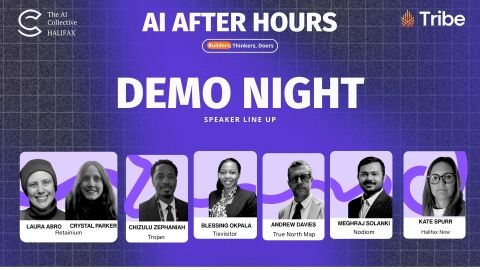 The AI
Collective
HALIFAX
AI AFTER HOURS
Builders, Thinkers, Doers
Tribe
DEMO NIGHT
SPEAKER LINE UP
LAURA ABRO CRYSTAL PARKER
Retainium
CHIZULU ZEPHANIAH
Trojan
BLESSING OKPALA
Tisvisitor
ANDREW DAVIES
True North Map
MEGHRAJ SOLANKI
Nodiom
KATE SPURR
Halifax Now